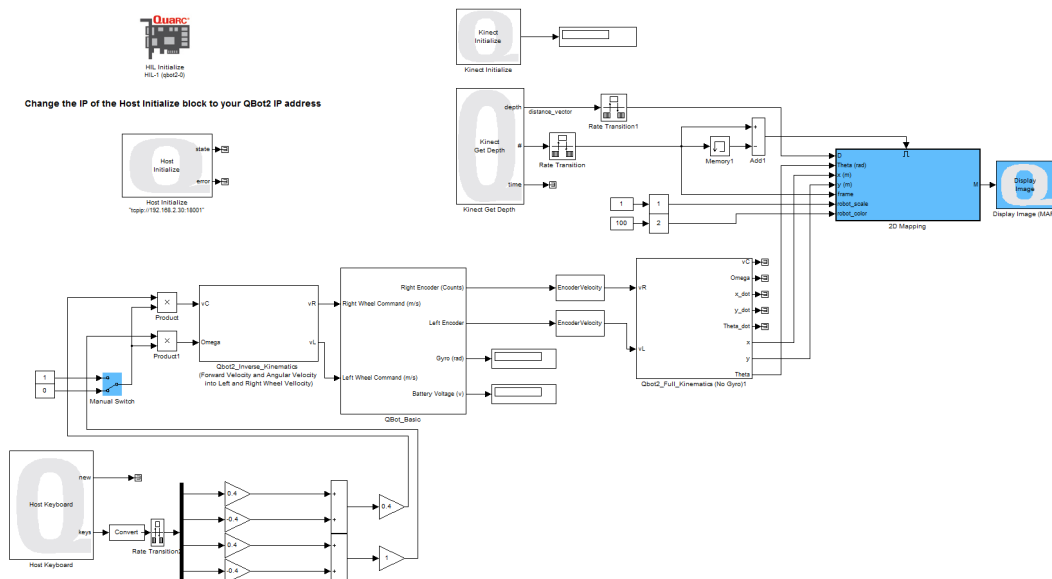 QUARC
HIL Initialize
HIL-1 (qbot2-0)
Change the IP of the Host Initialize block to your QBot2 IP address
Host
Initialize
state
error
Host Initialize
"tcpip://192.168.2.30:18001"
Kinect
Initialize
Kinect Initialize
Kinect
Get Depth
depth
#
time
Kinect Get Depth
distance_vector
Rate Transition1
Rate Transition
Memory1
+
−
Add1
1
1
100
2
D
Theta (rad)
x (m)
y (m)
frame
robot_scale
robot_color
M
2D Mapping
Display
Image
Display Image (MAP
×
Product
×
Product1
1
0
Manual Switch
vC
Omega
vR
vL
Qbot2_Inverse_Kinematics
(Forward Velocity and Angular Velocity
into Left and Right Wheel Vellocity)
Right Wheel Command (m/s)
Left Wheel Command (m/s)
Right Encoder (Counts)
Left Encoder
Gyro (rad)
Battery Voltage (v)
QBot_Basic
EncoderVelocity
EncoderVelocity
vR
vL
vC
Omega
x_dot
y_dot
Theta_dot
x
y
Theta
Qbot2_Full_Kinematics (No Gyro)1
Host Keyboard
new
keys
Host Keyboard
Convert
Rate Transition
0.4
-0.4
0.4
-0.4
+
+
+
+
0.4
1